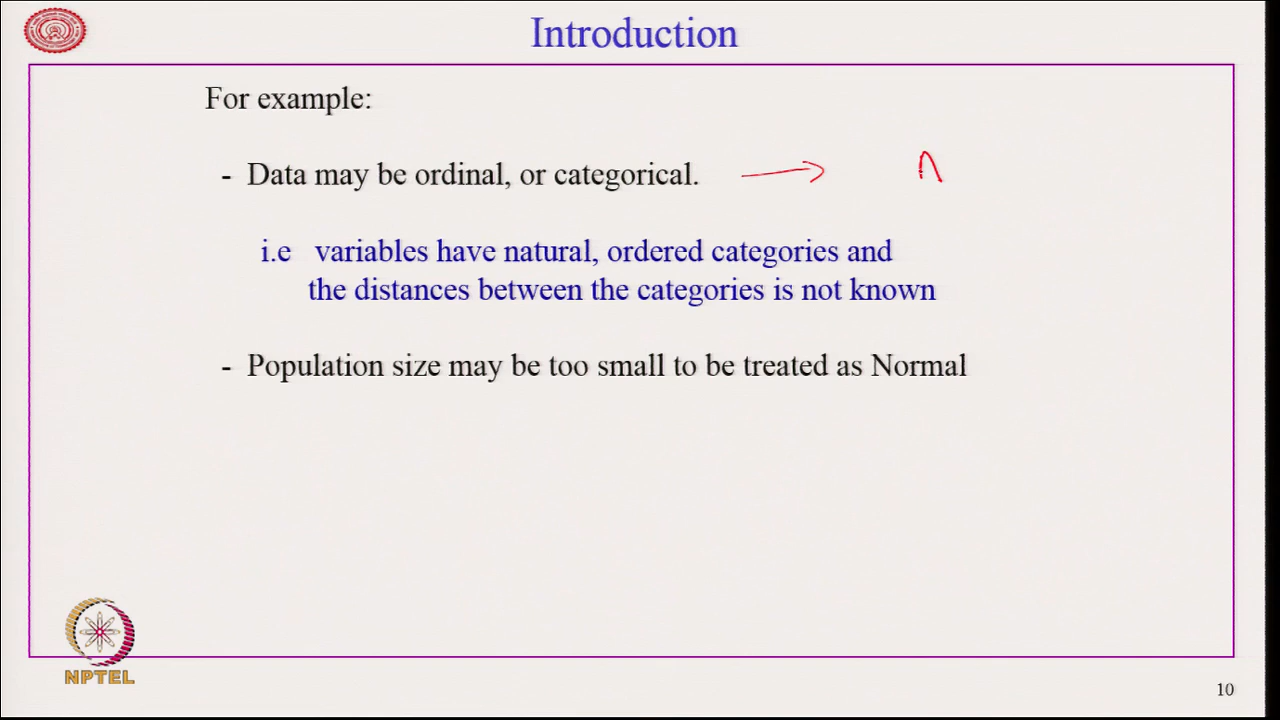 Introduction
For example:
- Data may be ordinal, or categorical.
i.e variables have natural, ordered categories and
the distances between the categories is not known
- Population size may be too small to be treated as Normal
NPTEL
10